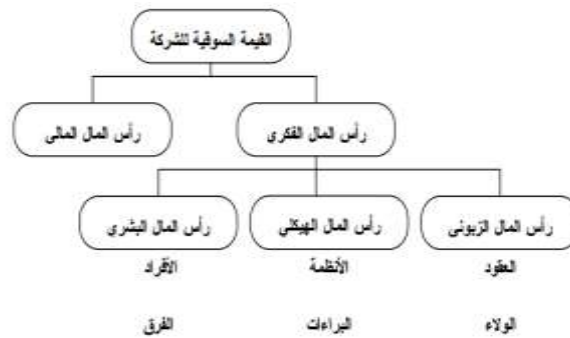 القيمة السوقية للشركة
رأس المال الفكري
رأس المال المالي
رأس المال الزبوني
رأس المال الهيكلي
رأس المال البشري
العقود
الأنظمة
الأفراد
الولاء
البراءات
الفرق